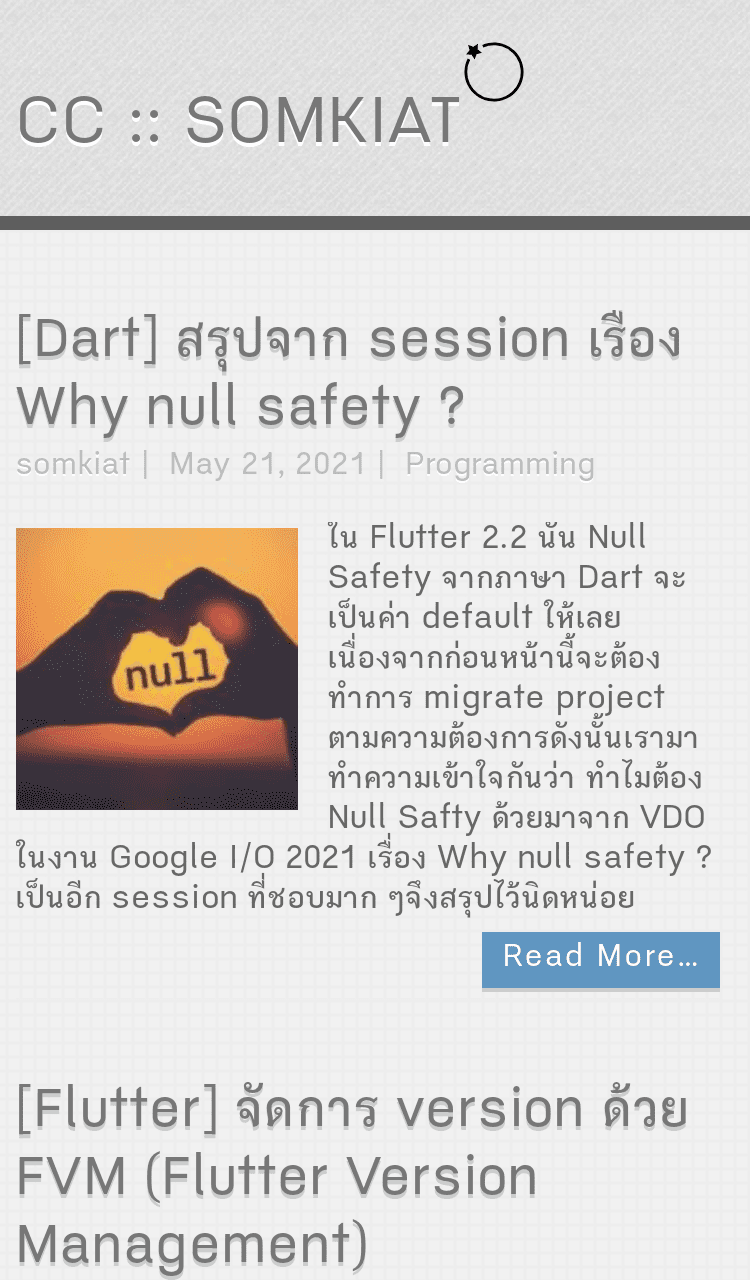 CC :: SOMKIAT
[Dart] สรุปจาก session เรื่อง
Why null safety ?
somkiat | May 21, 2021 | Programming
null
ใน Flutter 2.2 นั้น Null
Safety จากภาษา Dart จะ
เป็นค่า default ให้เลย
เนื่องจากก่อนหน้านี้จะต้อง
ทำการ migrate project
ตามความต้องการดังนั้นเรามา
ทำความเข้าใจกันว่า ทำไมต้อง
Null Safty ด้วยมาจาก VDO
ในงาน Google I/O 2021 เรื่อง Why null safety ?
เป็นอีก session ที่ชอบมาก ๆจึงสรุปไว้นิดหน่อย
Read More...
[Flutter] จัดการ version ด้วย
FVM (Flutter Version
Management)